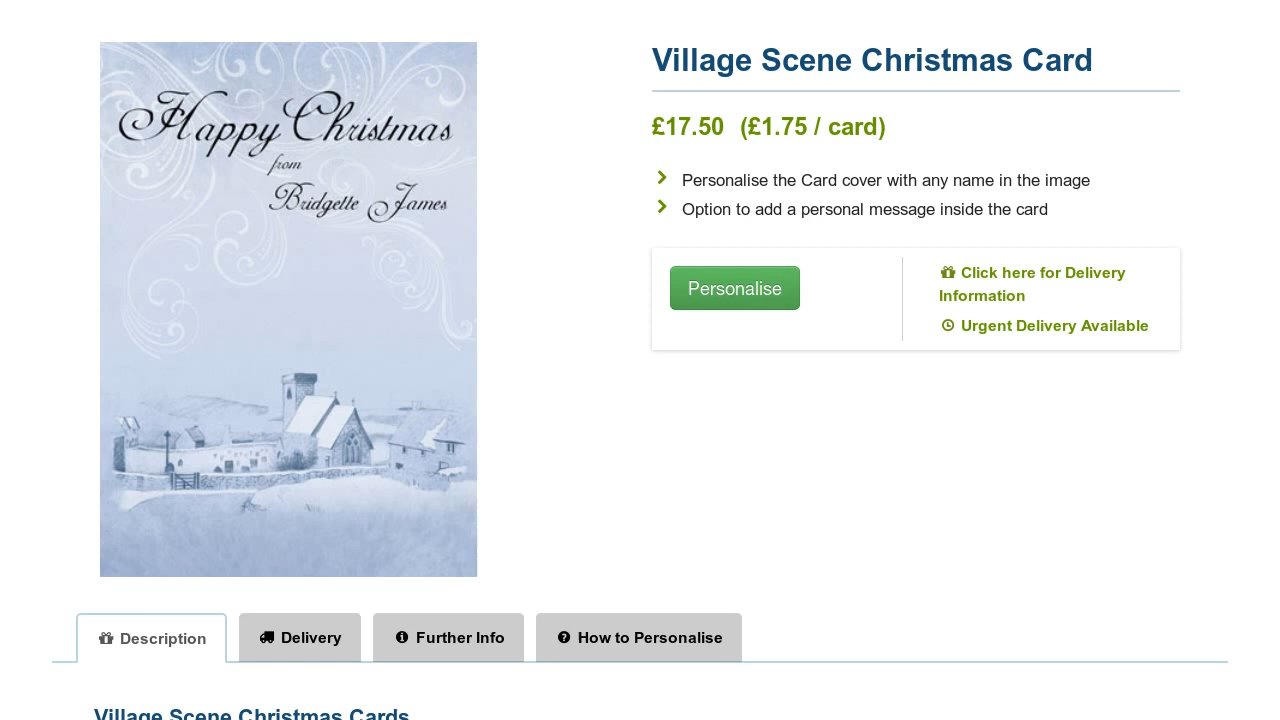 Happy Christmas
from
Bridgette James
Village Scene Christmas Card
£17.50 (£1.75 / card)
Personalise the Card cover with any name in the image
Option to add a personal message inside the card
Personalise
Click here for Delivery
Information
Urgent Delivery Available
Description
Delivery
Further Info
How to Personalise
Village Scene Christmas Cards